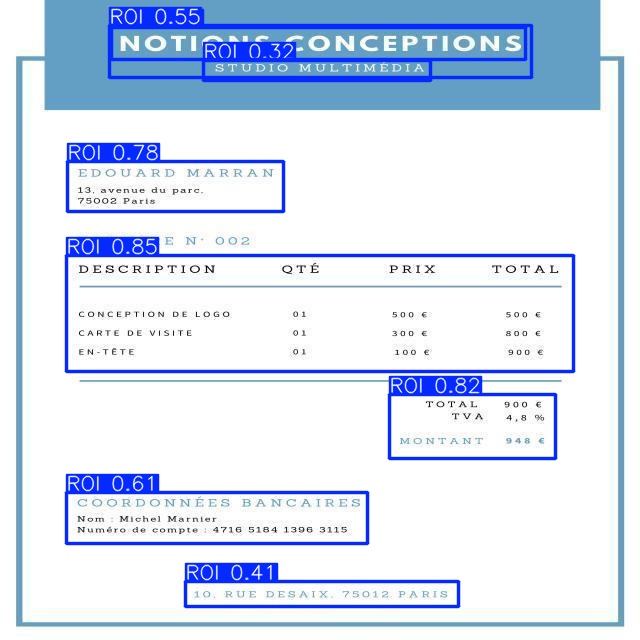 ROI 0.55
NOTIONS CONCEPTIONS
ROI 0.32
STUDIO MULTIMÉDIA
ROI 0.78
EDOUARD MARRAN
13, avenue du parc,
75002 Paris
E N° 002
ROI 0.85
DESCRIPTION QTÉ PRIX TOTAL
CONCEPTION DE LOGO 01 500 € 500 €
CARTE DE VISITE 01 300 € 800 €
EN-TÊTE 01 100 € 900 €
ROI 0.82
TOTAL 900 €
TVA 4,8 %
MONTANT 948 €
ROI 0.61
COORDONNÉES BANCAIRES
Nom : Michel Marnier
Numéro de compte : 4716 5184 1396 3115
ROI 0.41
10, RUE DESAIX, 75012 PARIS